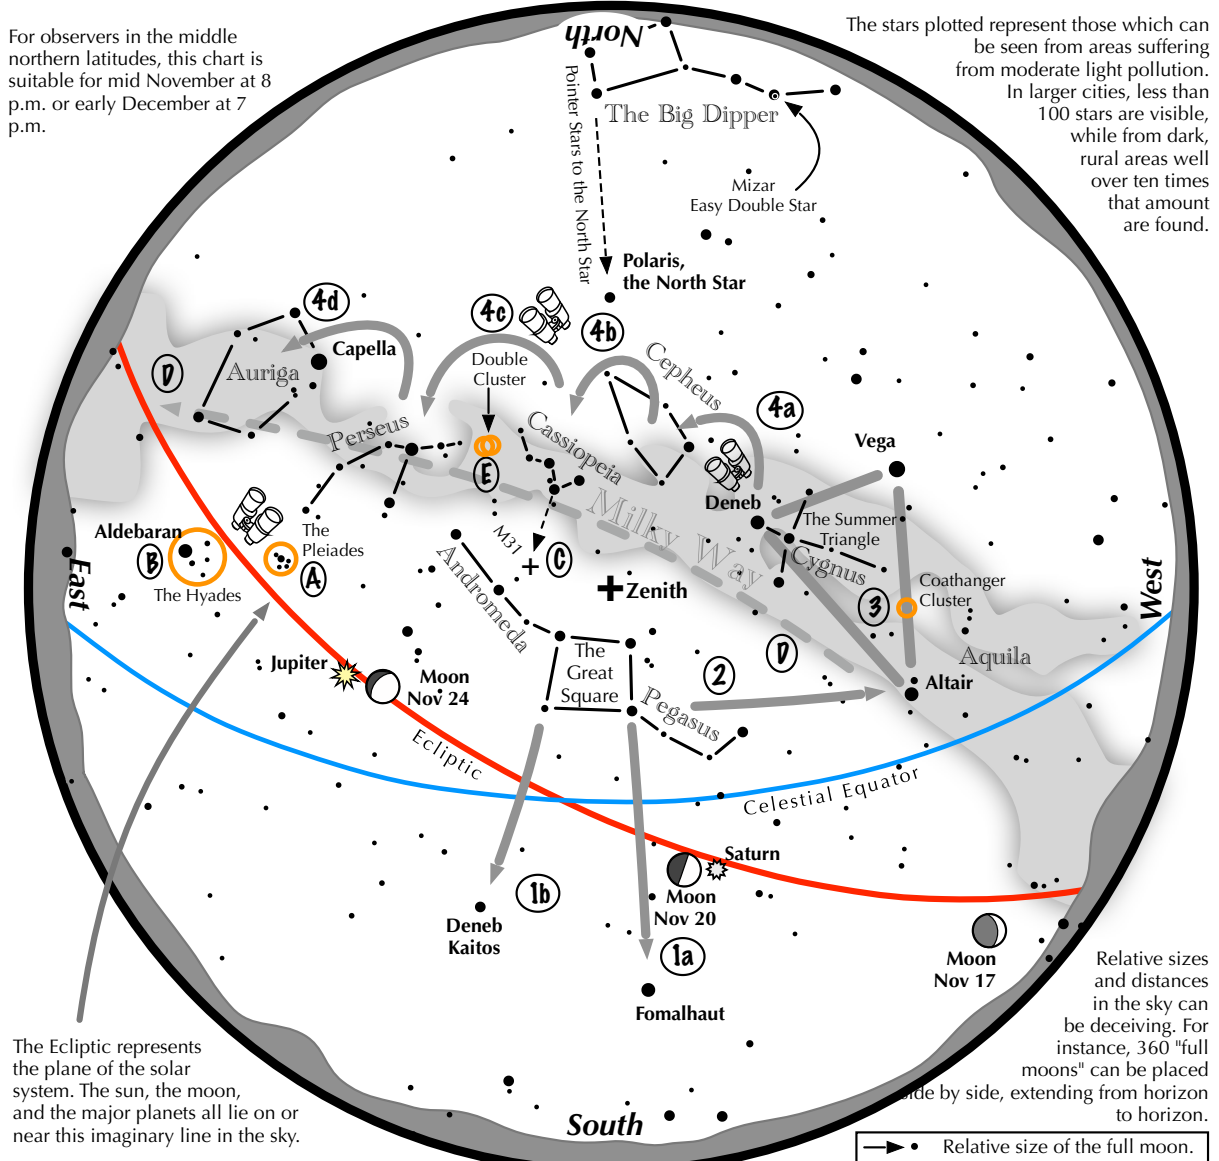 For observers in the middle
northern latitudes, this chart is
suitable for mid November at 8
p.m. or early December at 7
p.m.
The stars plotted represent those which can
be seen from areas suffering
from moderate light pollution.
In larger cities, less than
100 stars are visible,
while from dark,
rural areas well
over ten times
that amount
are found.
North
The Big Dipper
Pointer Stars to the North Star
Mizar
Easy Double Star
Polaris,
the North Star
4d
4c
4b
4a
Capella
Auriga
D
Double
Cluster
Cepheus
Perseus
E
Cassiopeia
Vega
Deneb
The Summer
Triangle
Cygnus
Milky Way
Aldebaran
B
The Hyades
The
Pleiades
A
M31
C
Zenith
Andromeda
3
Coathanger
Cluster
East
West
Aquila
Altair
The
Great
Square
D
2
Pegasus
Jupiter
Moon
Nov 24
Ecliptic
Celestial Equator
Saturn
Moon
Nov 20
1b
Deneb
Kaitos
1a
Fomalhaut
Moon
Nov 17
The Ecliptic represents
the plane of the solar
system. The sun, the moon,
and the major planets all lie on or
near this imaginary line in the sky.
South
Relative sizes
and distances
in the sky can
be deceiving. For
instance, 360 "full
moons" can be placed
side by side, extending from horizon
to horizon.
Relative size of the full moon.